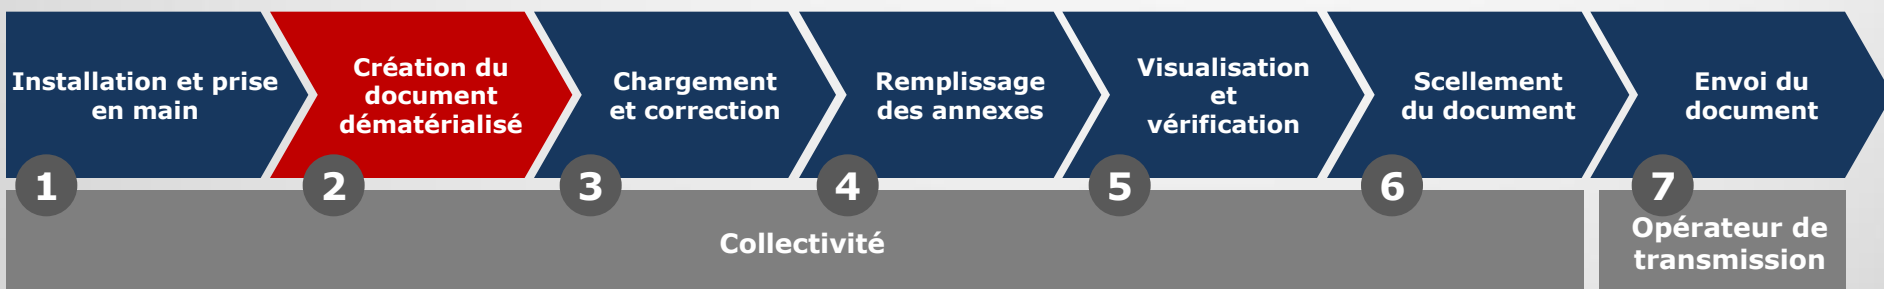 Installation et prise
en main
Création du
document
dématérialisé
Chargement
et correction
Remplissage
des annexes
Visualisation
et
vérification
Scellement
du document
Envoi du
document
1
2
3
4
5
6
7
Collectivité
Opérateur de
transmission